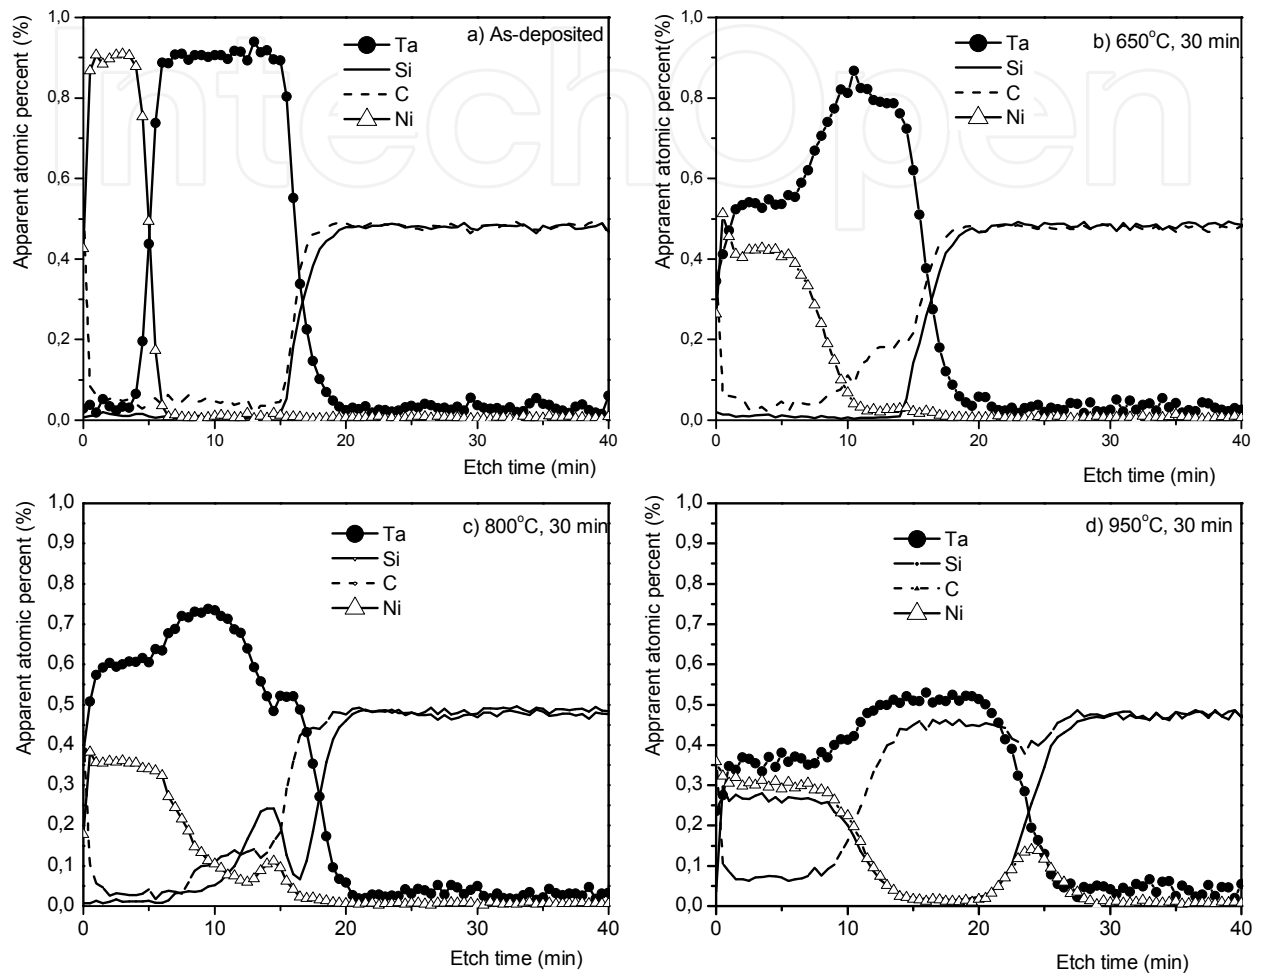 IntechOpen
a) As-deposited
Ta
Si
C
Ni
Apparent atomic percent (%)
1,0
0,8
0,6
0,4
0,2
0,0
0
10
20
30
40
Etch time (min)
b) 650°C, 30 min
Ta
Si
C
Ni
Apprarent atomic percent(%)
1,0
0,8
0,6
0,4
0,2
0,0
0
10
20
30
40
Etch time (min)
c) 800°C, 30 min
Ta
Si
C
Ni
Apparent atomic percent (%)
1,0
0,9
0,8
0,7
0,6
0,5
0,4
0,3
0,2
0,1
0,0
0
10
20
30
40
Etch time (min)
d) 950°C, 30 min
Ta
Si
C
Ni
Apprarent atomic percent (%)
1,0
0,9
0,8
0,7
0,6
0,5
0,4
0,3
0,2
0,1
0,0
0
10
20
30
40
Etch time (min)